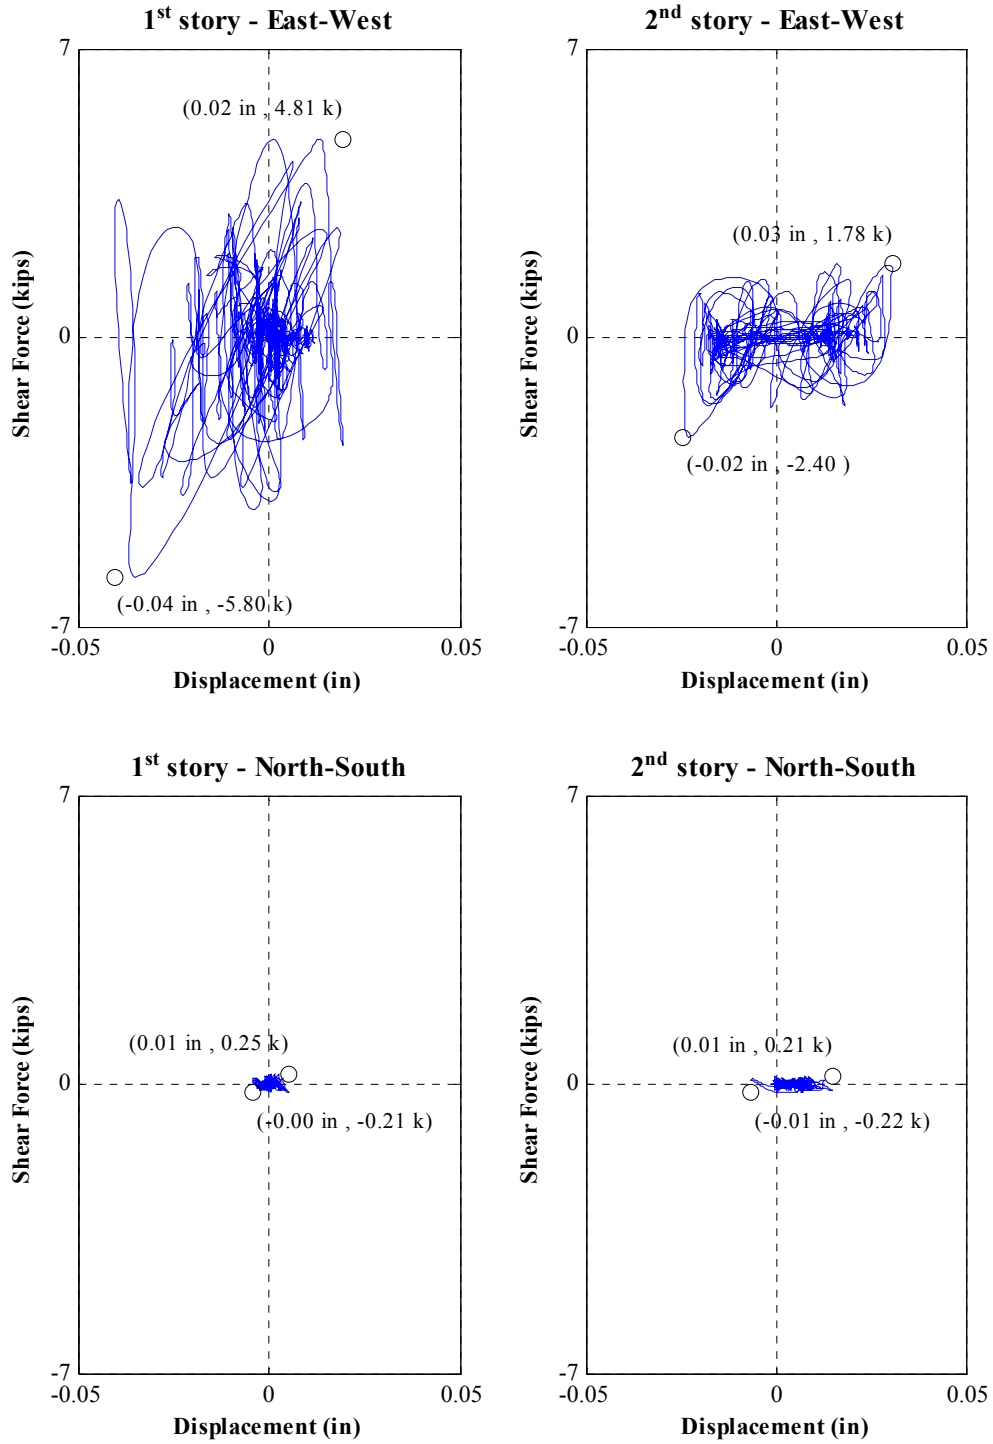 1st story - East-West
7
(0.02 in , 4.81 k)
0
(-0.04 in , -5.80 k)
-7
-0.05 0 0.05
Displacement (in)
Shear Force (kips)
2nd story - East-West
7
(0.03 in , 1.78 k)
0
(-0.02 in , -2.40 )
-7
-0.05 0 0.05
Displacement (in)
Shear Force (kips)
1st story - North-South
7
(0.01 in , 0.25 k)
0
(-0.00 in , -0.21 k)
-7
-0.05 0 0.05
Displacement (in)
Shear Force (kips)
2nd story - North-South
7
(0.01 in , 0.21 k)
0
(-0.01 in , -0.22 k)
-7
-0.05 0 0.05
Displacement (in)
Shear Force (kips)